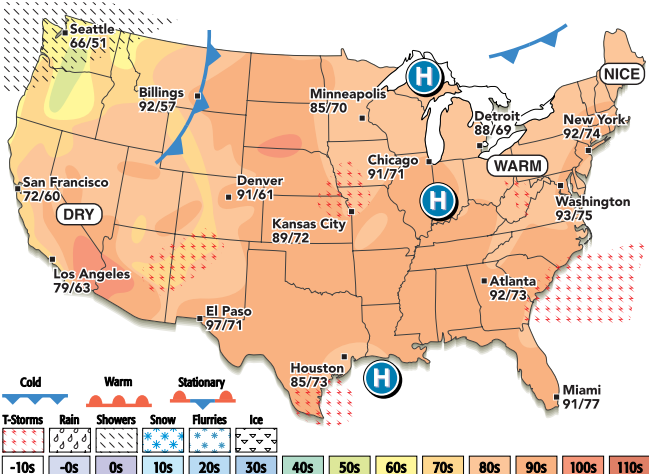 Seattle
66/51
H
NICE
Billings
92/57
Minneapolis
85/70
Detroit
88/69
New York
92/74
Chicago
91/71
WARM
San Francisco
72/60
Denver
91/61
H
Washington
93/75
DRY
Kansas City
89/72
Los Angeles
79/63
Atlanta
92/73
El Paso
97/71
Houston
85/73
H
Miami
91/77
Cold
Warm
Stationary
T-Storms
Rain
Showers
Snow
Flurries
Ice
-10s
-0s
0s
10s
20s
30s
40s
50s
60s
70s
80s
90s
100s
110s